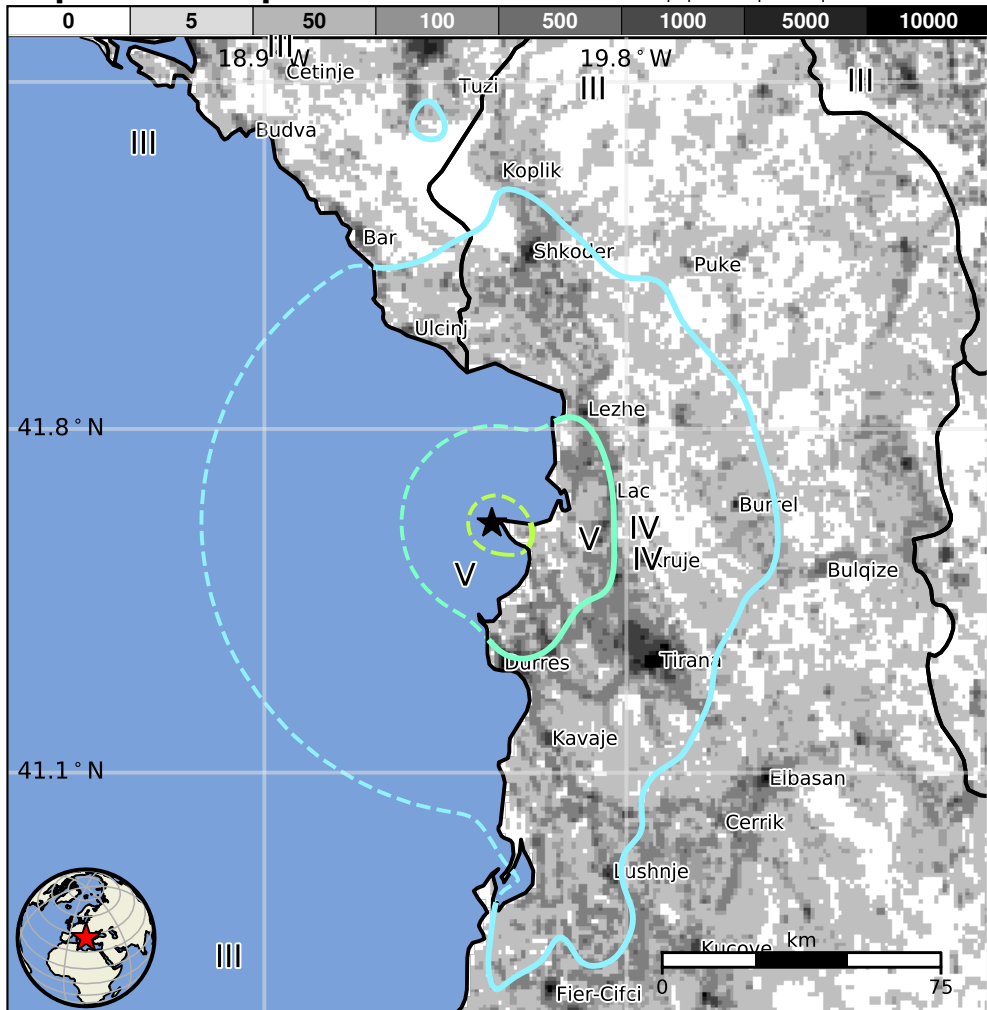 0 5 50 100 500 1000 5000 10000
III
18.9°W 19.8°W
Cetinje
Tuzi III III
Budva
III
Koplik
Bar
Shkoder
Puke
Ulcinj
Lezhe
41.8°N
Lac
Burrel
IV
V
IV
Kruje
V
Bulqize
Durres
Tirana
Kavaje
41.1°N
Elbasan
Cerrik
Lushnje
km
Kucove
III
0 75
Fier-Cifci